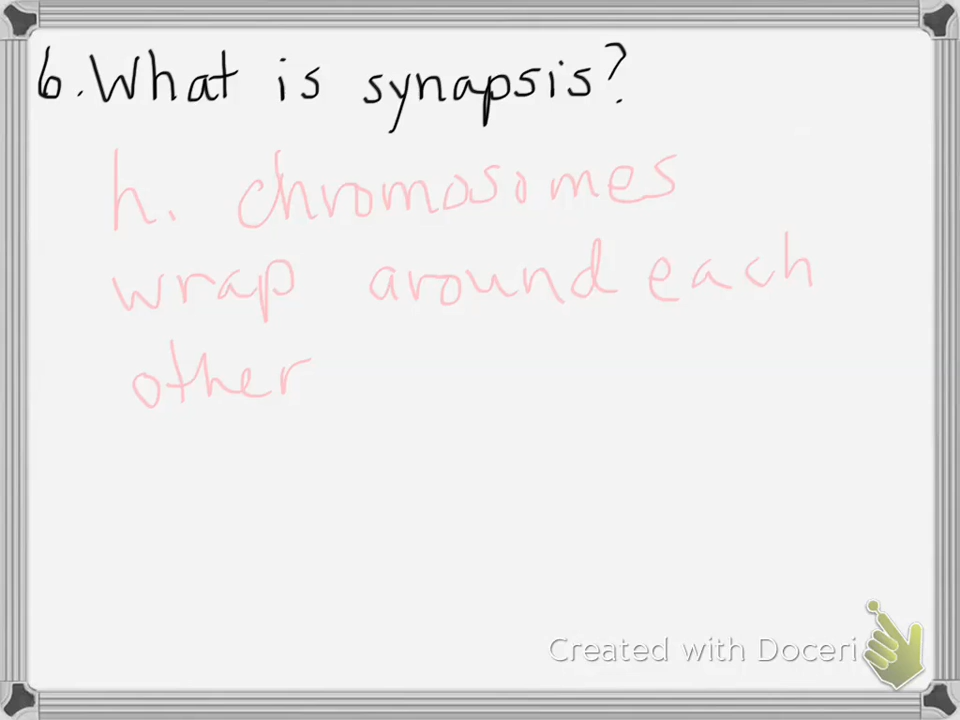 6. What is synapsis?
h. chromosomes
wrap around each
other
Created with Doceri